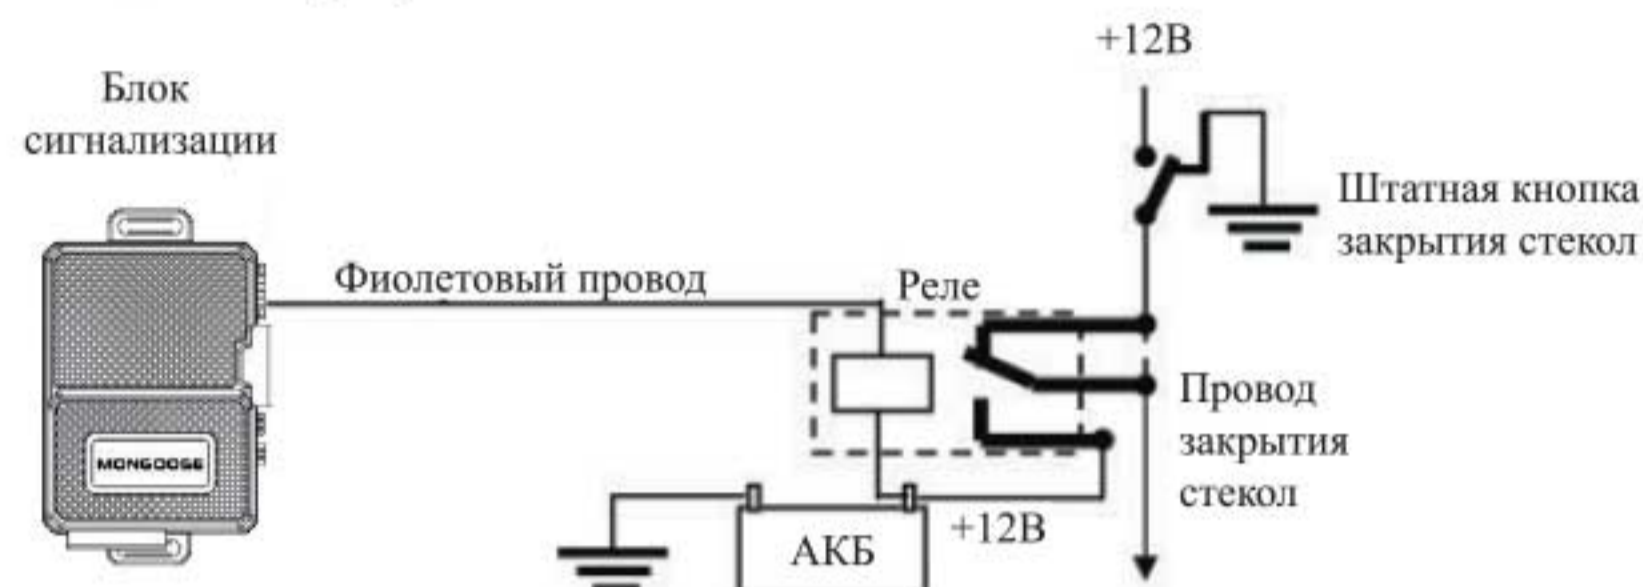 +12В
Блок
сигнализации
Штатная кнопка
закрытия стекол
Фиолетовый провод
Реле
Провод
закрытия
стекол
MONGOOSE
+12В
АКБ